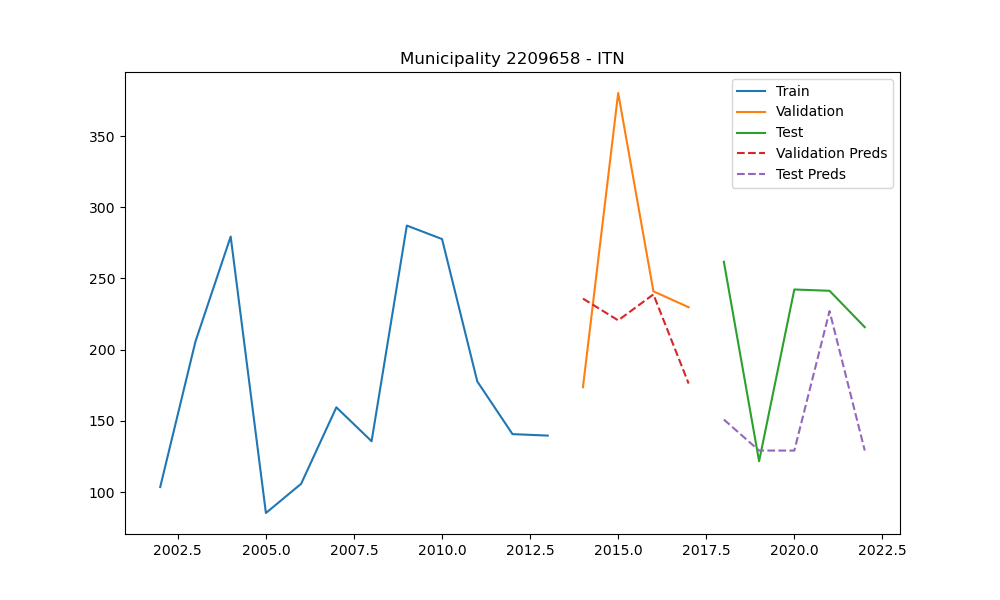 Municipality 2209658 - ITN
Train
Validation
Test
Validation Preds
Test Preds
350
300
250
200
150
100
2002.5 2005.0 2007.5 2010.0 2012.5 2015.0 2017.5 2020.0 2022.5